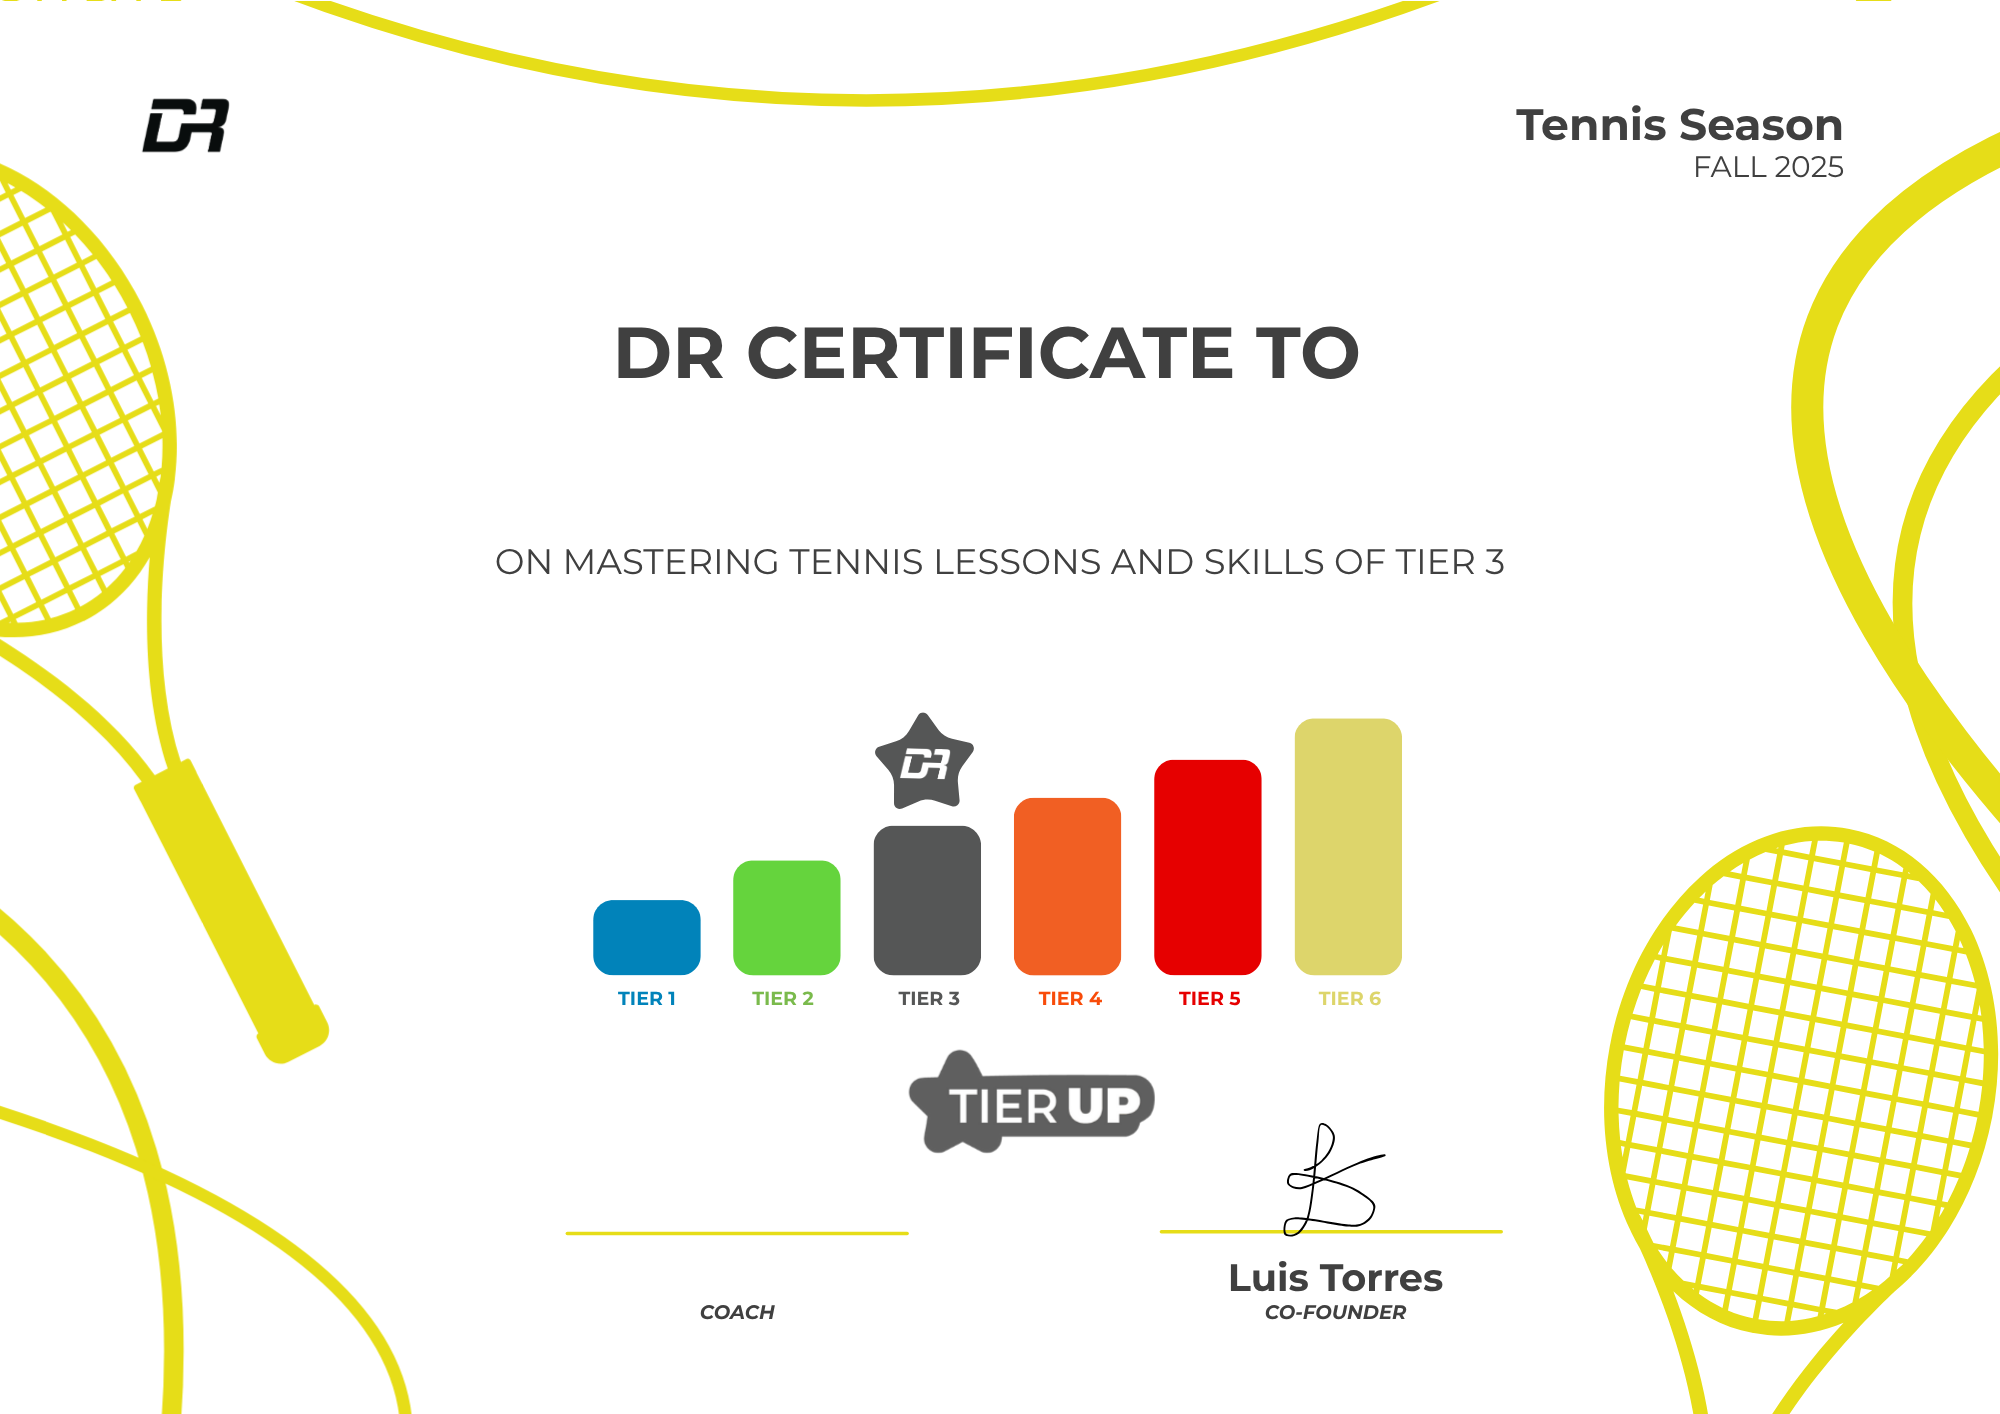 DR
Tennis Season
FALL 2025
DR CERTIFICATE TO
ON MASTERING TENNIS LESSONS AND SKILLS OF TIER 3
DR
TIER 1
TIER 2
TIER 3
TIER 4
TIER 5
TIER 6
TIER UP
Luis Torres
COACH
CO-FOUNDER